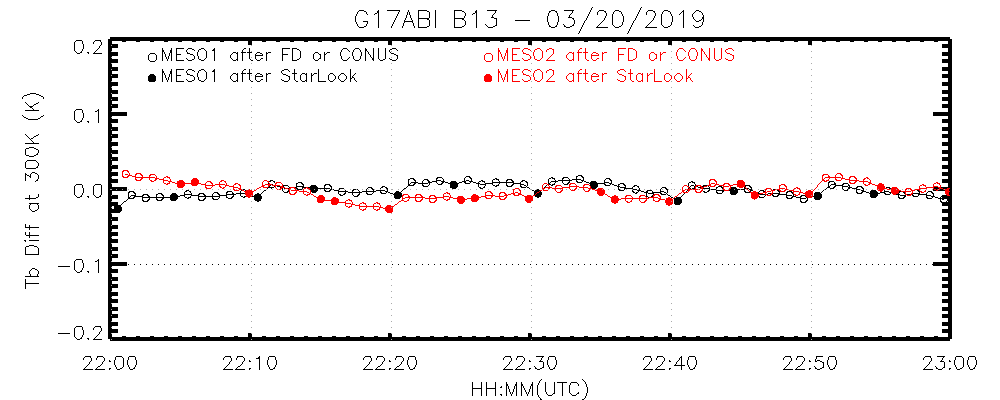 G17ABI B13 - 03/20/2019
MESO1 after FD or CONUS
MESO2 after FD or CONUS
MESO1 after StarLook
MESO2 after StarLook
Tb Diff at 300K (K)
0.2
0.1
0.0
-0.1
-0.2
22:00 22:10 22:20 22:30 22:40 22:50 23:00
HH:MM(UTC)